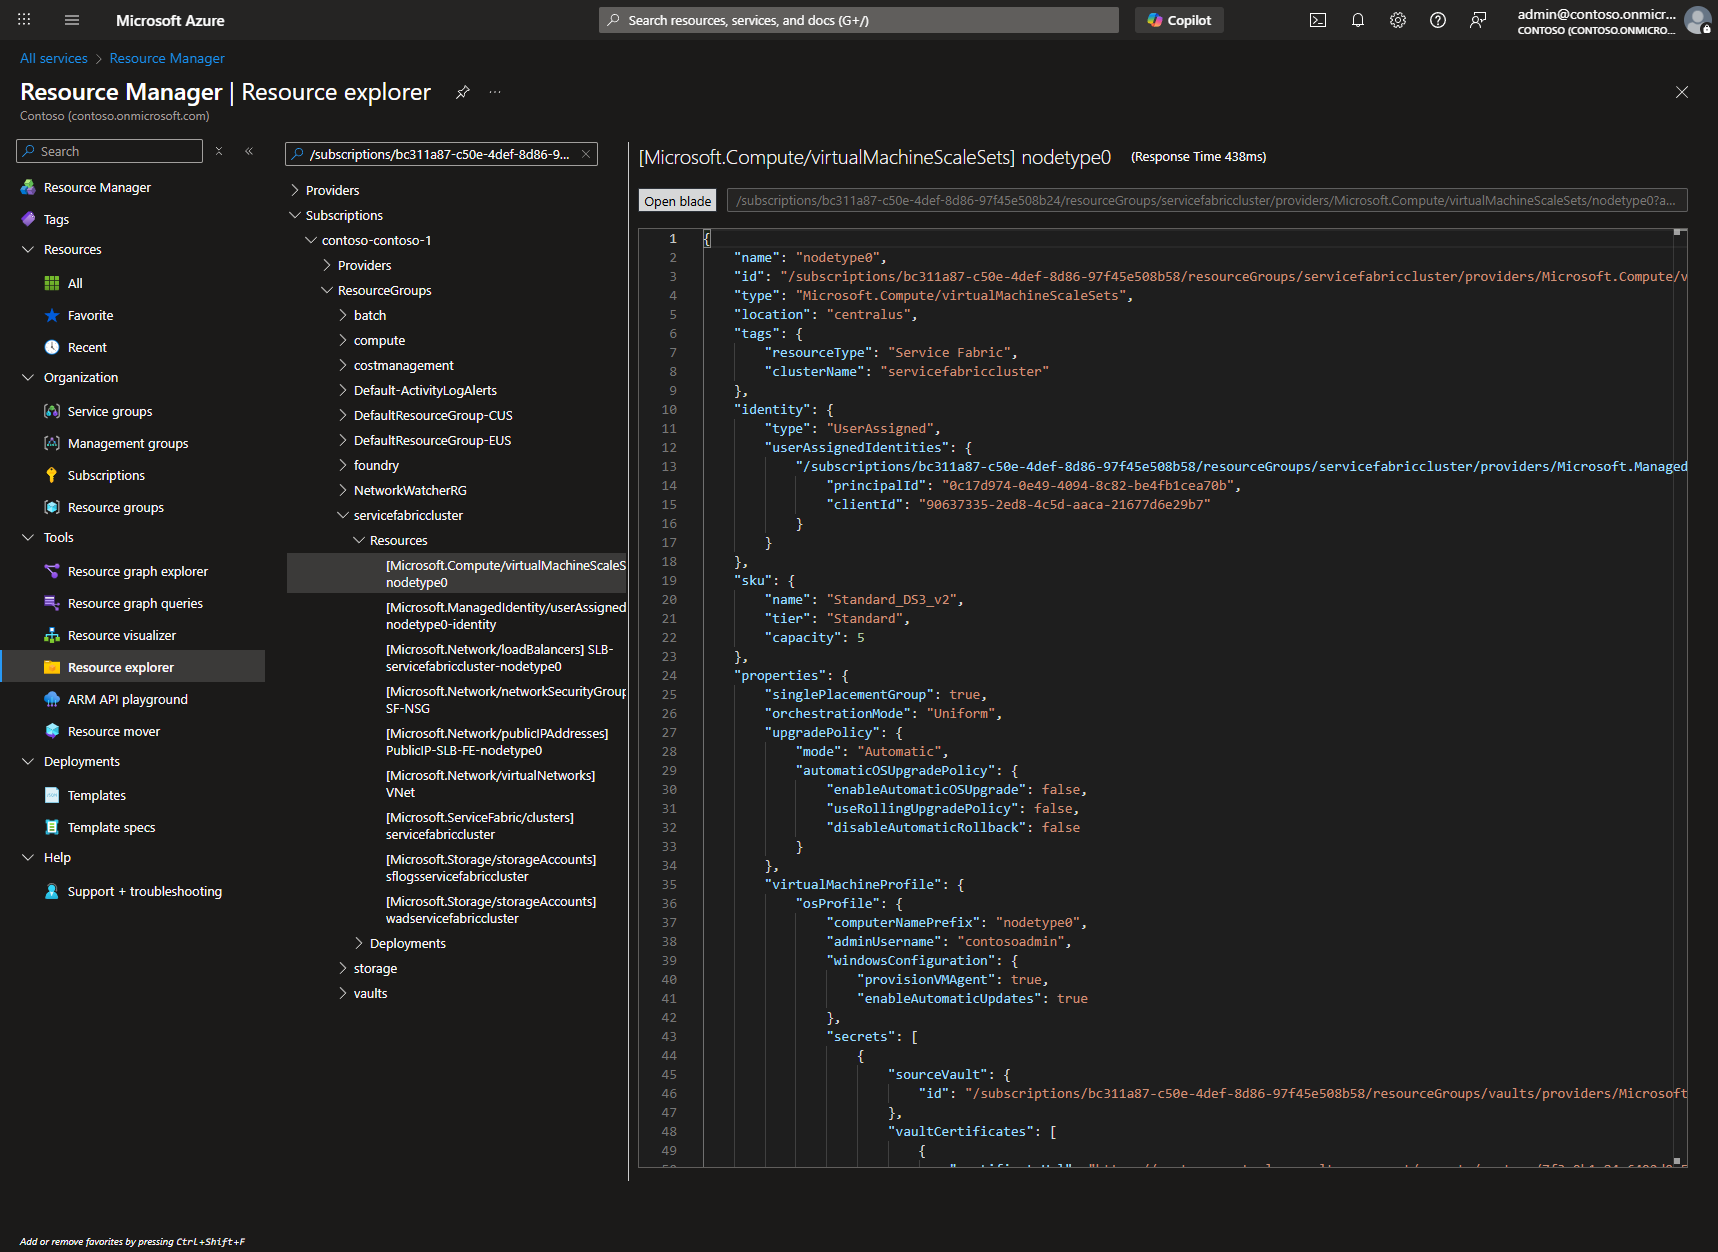 Microsoft Azure
Search resources, services, and docs (G+/)
Copilot
admin@contoso.onmicr...
CONTOSO (CONTOSO.ONMICRO...
All services > Resource Manager
Resource Manager | Resource explorer
Contoso (contoso.onmicrosoft.com)
Search
Resource Manager
Tags
Resources
All
Favorite
Recent
Organization
Service groups
Management groups
Subscriptions
Resource groups
Tools
Resource graph explorer
Resource graph queries
Resource visualizer
Resource explorer
ARM API playground
Resource mover
Deployments
Templates
Template specs
Help
Support + troubleshooting
Add or remove favorites by pressing Ctrl+Shift+F
/subscriptions/bc311a87-c50e-4def-8d86-9...
Providers
Subscriptions
contoso-contoso-1
Providers
ResourceGroups
batch
compute
costmanagement
Default-ActivityLogAlerts
DefaultResourceGroup-CUS
DefaultResourceGroup-EUS
foundry
NetworkWatcherRG
servicefabriccluster
Resources
[Microsoft.Compute/virtualMachineScaleS
nodetype0
[Microsoft.ManagedIdentity/userAssigned
nodetype0-identity
[Microsoft.Network/loadBalancers] SLB-
servicefabriccluster-nodetype0
[Microsoft.Network/networkSecurityGroup
SF-NSG
[Microsoft.Network/publicIPAddresses]
PublicIP-SLB-FE-nodetype0
[Microsoft.Network/virtualNetworks]
VNet
[Microsoft.ServiceFabric/clusters]
servicefabriccluster
[Microsoft.Storage/storageAccounts]
sflogsservicefabriccluster
[Microsoft.Storage/storageAccounts]
wadservicefabriccluster
Deployments
storage
vaults
[Microsoft.Compute/virtualMachineScaleSets] nodetype0 (Response Time 438ms)
Open blade
/subscriptions/bc311a87-c50e-4def-8d86-97f45e508b24/resourceGroups/servicefabriccluster/providers/Microsoft.Compute/virtualMachineScaleSets/nodetype0?a...
1 {
2 "name": "nodetype0",
3 "id": "/subscriptions/bc311a87-c50e-4def-8d86-97f45e508b58/resourceGroups/servicefabriccluster/providers/Microsoft.Compute/v
4 "type": "Microsoft.Compute/virtualMachineScaleSets",
5 "location": "centralus",
6 "tags": {
7 "resourceType": "Service Fabric",
8 "clusterName": "servicefabriccluster"
9 },
10 "identity": {
11 "type": "UserAssigned",
12 "userAssignedIdentities": {
13 "/subscriptions/bc311a87-c50e-4def-8d86-97f45e508b58/resourceGroups/servicefabriccluster/providers/Microsoft.Managed
14 "principalId": "0c17d974-0e49-4094-8c82-be4fb1cea70b",
15 "clientId": "90637335-2ed8-4c5d-aaca-21677d6e29b7"
16 }
17 }
18 },
19 "sku": {
20 "name": "Standard_DS3_v2",
21 "tier": "Standard",
22 "capacity": 5
23 },
24 "properties": {
25 "singlePlacementGroup": true,
26 "orchestrationMode": "Uniform",
27 "upgradePolicy": {
28 "mode": "Automatic",
29 "automaticOSUpgradePolicy": {
30 "enableAutomaticOSUpgrade": false,
31 "useRollingUpgradePolicy": false,
32 "disableAutomaticRollback": false
33 }
34 },
35 "virtualMachineProfile": {
36 "osProfile": {
37 "computerNamePrefix": "nodetype0",
38 "adminUsername": "contosoadmin",
39 "windowsConfiguration": {
40 "provisionVMAgent": true,
41 "enableAutomaticUpdates": true
42 },
43 "secrets": [
44 {
45 "sourceVault": {
46 "id": "/subscriptions/bc311a87-c50e-4def-8d86-97f45e508b58/resourceGroups/vaults/providers/Microsoft
47 },
48 "vaultCertificates": [
49 {